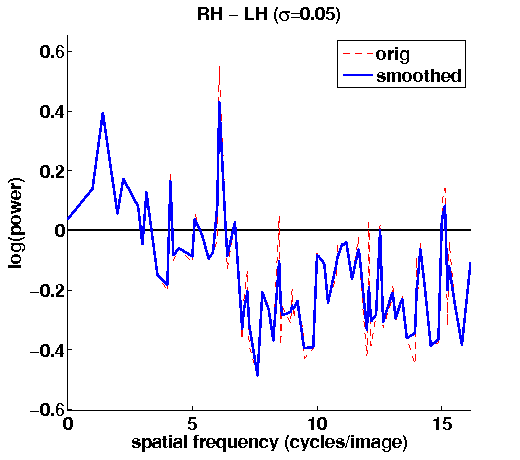 RH − LH (σ=0.05)
orig
smoothed
log(power)
0.6
0.4
0.2
0
−0.2
−0.4
−0.6
0 5 10 15
spatial frequency (cycles/image)